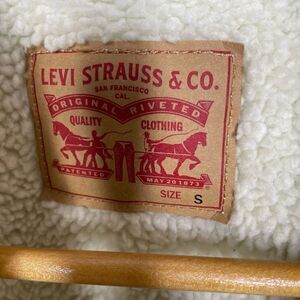 LEVI STRAUSS & CO.
SAN FRANCISCO
CAL.
ORIGINAL RIVETED
QUALITY CLOTHING
PATENTED MAY 20 1873
SIZE S